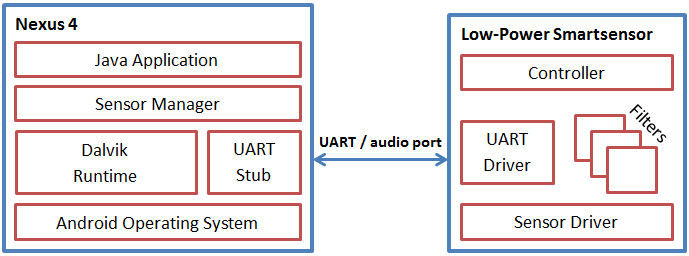 Nexus 4
Java Application
Sensor Manager
Dalvik
Runtime
UART
Stub
Android Operating System
UART / audio port
Low-Power Smartsensor
Controller
UART
Driver
Filters
Sensor Driver